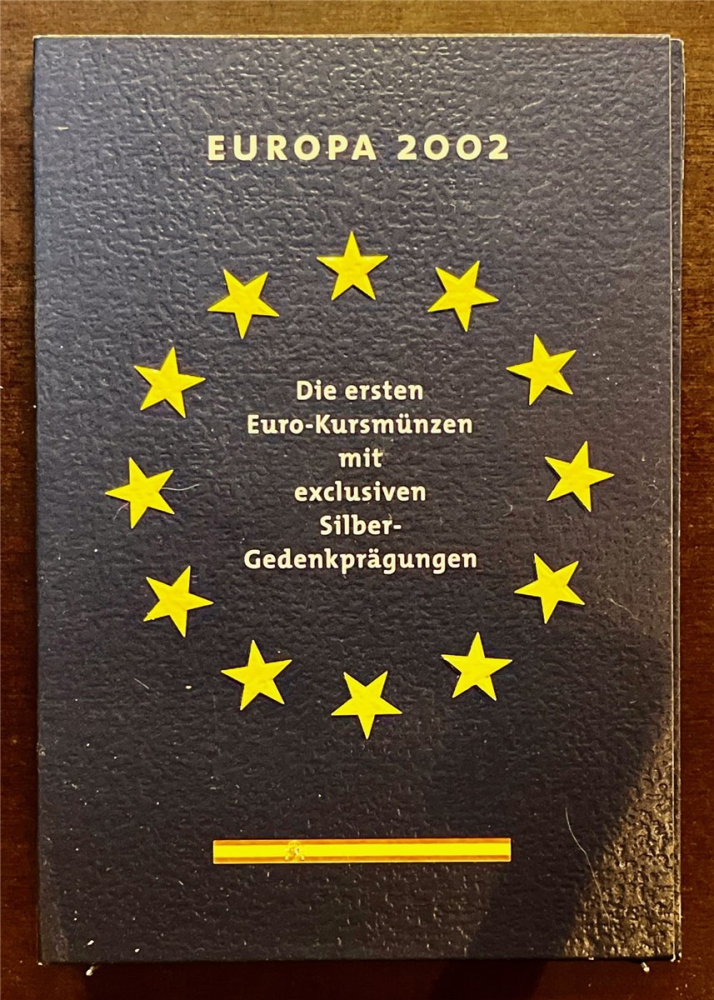 EUROPA 2002
Die ersten
Euro-Kursmünzen
mit
exclusiven
Silber-
Gedenkprägungen